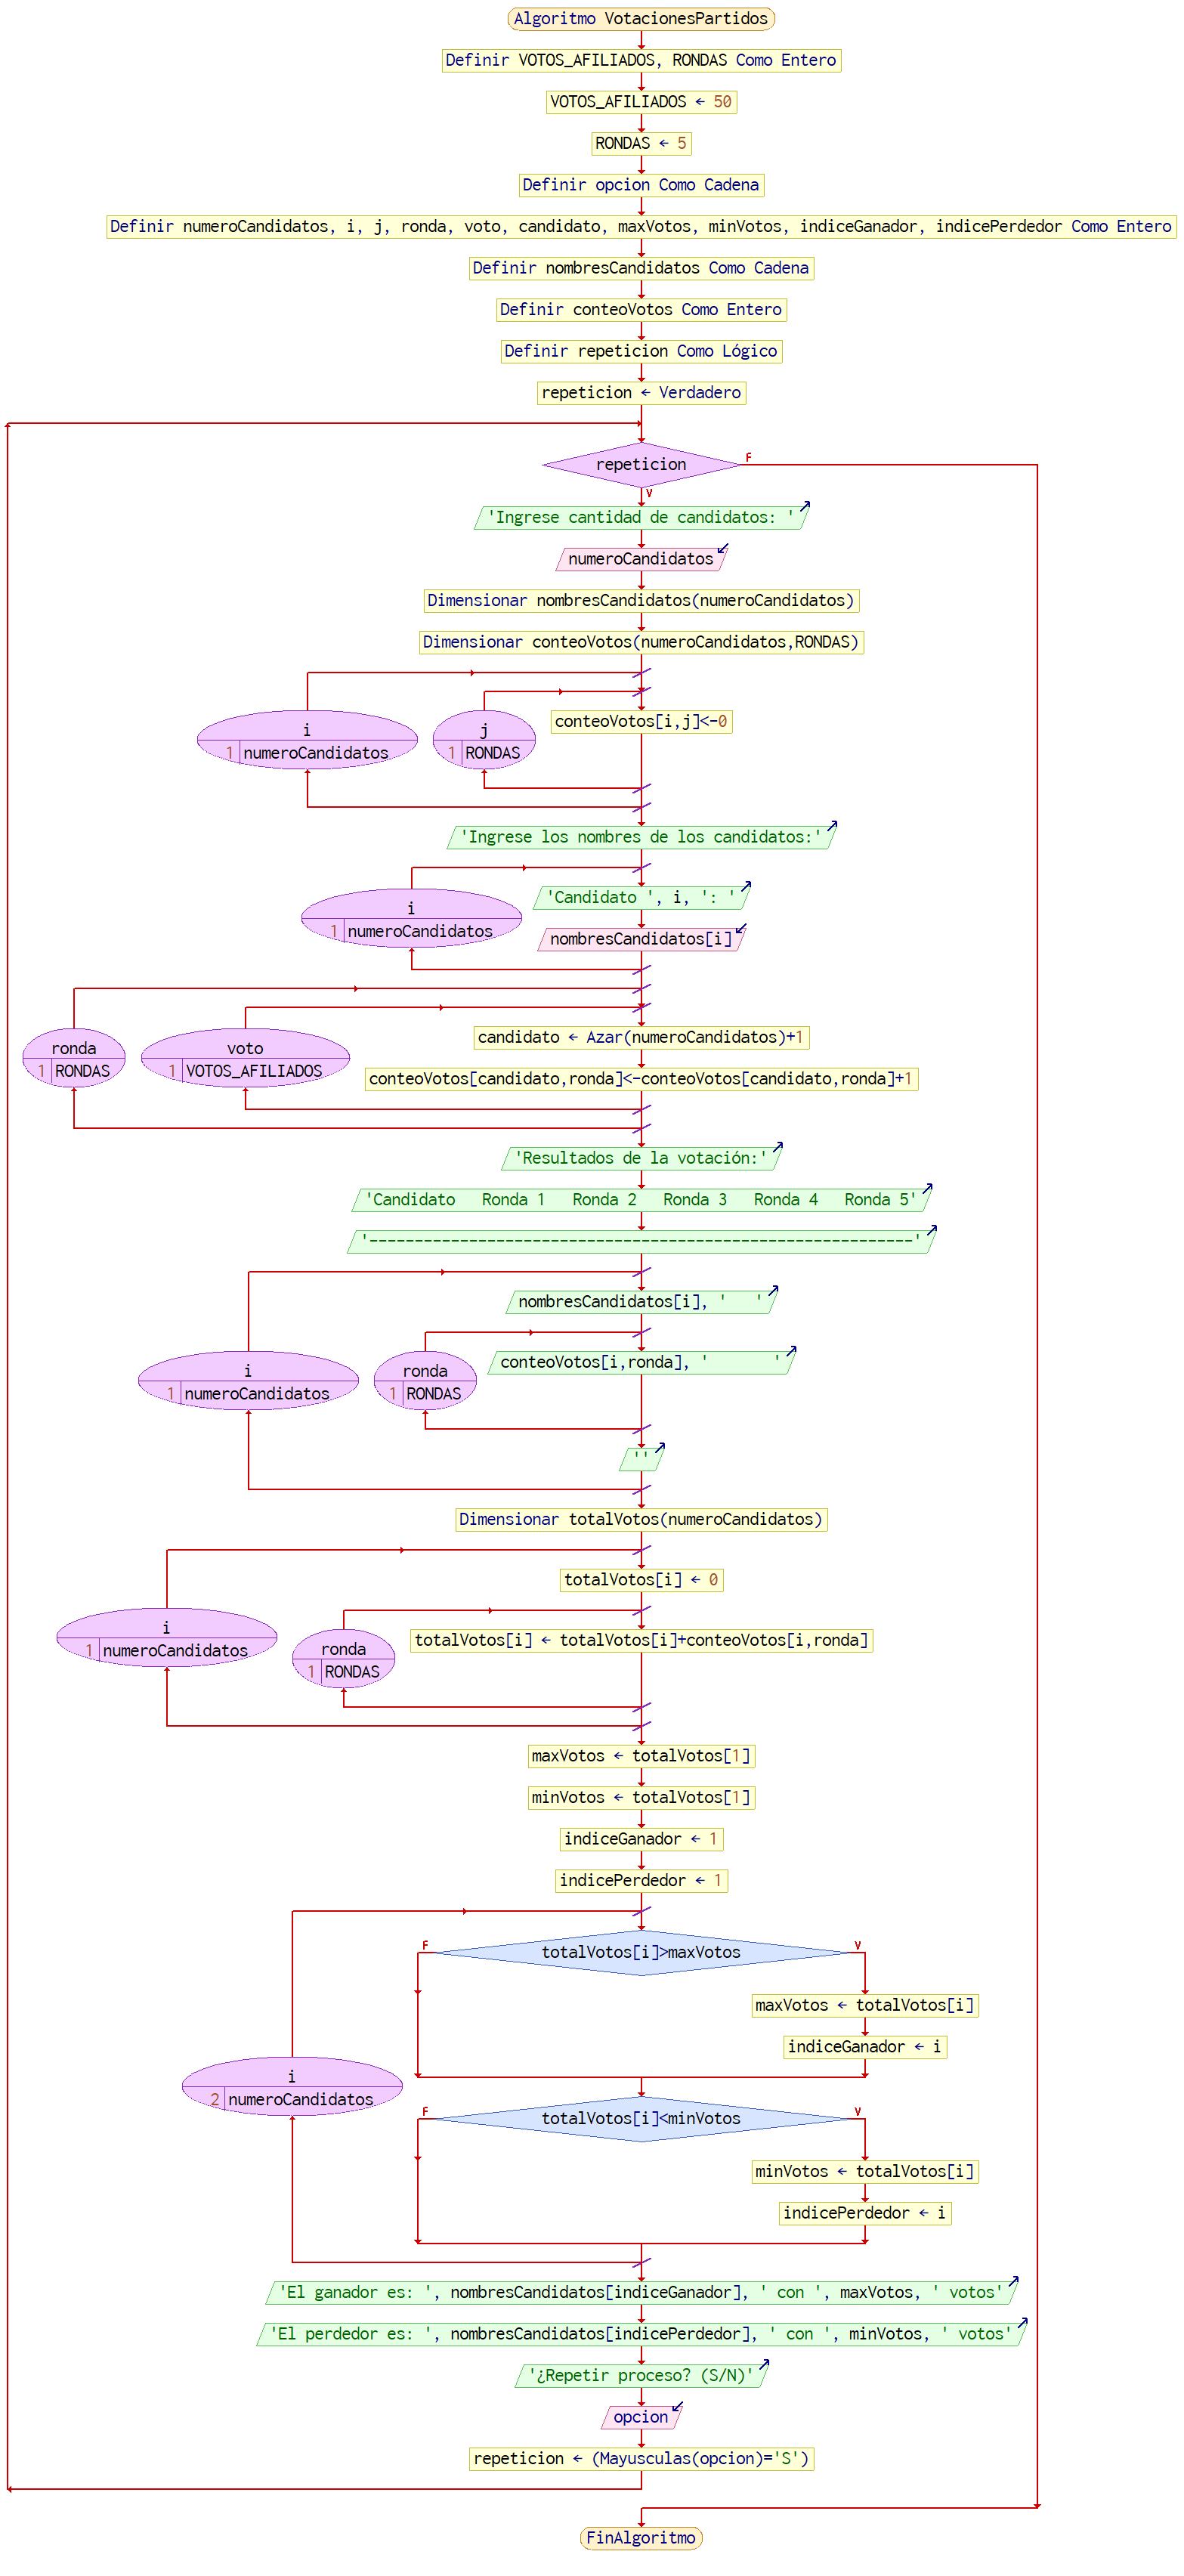 Algoritmo VotacionesPartidos
Definir VOTOS_AFILIADOS, RONDAS Como Entero
VOTOS_AFILIADOS ← 50
RONDAS ← 5
Definir opcion Como Cadena
Definir numeroCandidatos, i, j, ronda, voto, candidato, maxVotos, minVotos, indiceGanador, indicePerdedor Como Entero
Definir nombresCandidatos Como Cadena
Definir conteoVotos Como Entero
Definir repeticion Como Lógico
repeticion ← Verdadero
repeticion
F
V
'Ingrese cantidad de candidatos: '
numeroCandidatos
Dimensionar nombresCandidatos(numeroCandidatos)
Dimensionar conteoVotos(numeroCandidatos,RONDAS)
i
1 numeroCandidatos
j
1 RONDAS
conteoVotos[i,j]<-0
'Ingrese los nombres de los candidatos:'
i
1 numeroCandidatos
'Candidato ', i, ': '
nombresCandidatos[i]
ronda
1 RONDAS
voto
1 VOTOS_AFILIADOS
candidato ← Azar(numeroCandidatos)+1
conteoVotos[candidato,ronda]<-conteoVotos[candidato,ronda]+1
'Resultados de la votación:'
'Candidato   Ronda 1   Ronda 2   Ronda 3   Ronda 4   Ronda 5'
'------------------------------------------------------------'
i
1 numeroCandidatos
nombresCandidatos[i], '   '
ronda
1 RONDAS
conteoVotos[i,ronda], '       '
''
Dimensionar totalVotos(numeroCandidatos)
i
1 numeroCandidatos
totalVotos[i] ← 0
ronda
1 RONDAS
totalVotos[i] ← totalVotos[i]+conteoVotos[i,ronda]
maxVotos ← totalVotos[1]
minVotos ← totalVotos[1]
indiceGanador ← 1
indicePerdedor ← 1
i
2 numeroCandidatos
F
totalVotos[i]>maxVotos
V
maxVotos ← totalVotos[i]
indiceGanador ← i
F
totalVotos[i]<minVotos
V
minVotos ← totalVotos[i]
indicePerdedor ← i
'El ganador es: ', nombresCandidatos[indiceGanador], ' con ', maxVotos, ' votos'
'El perdedor es: ', nombresCandidatos[indicePerdedor], ' con ', minVotos, ' votos'
'¿Repetir proceso? (S/N)'
opcion
repeticion ← (Mayusculas(opcion)='S')
FinAlgoritmo